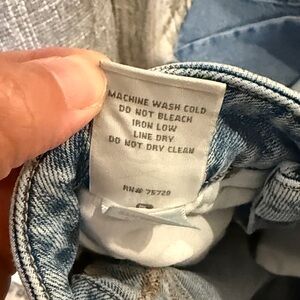 MACHINE WASH COLD
DO NOT BLEACH
IRON LOW
LINE DRY
DO NOT DRY CLEAN
RN# 75720